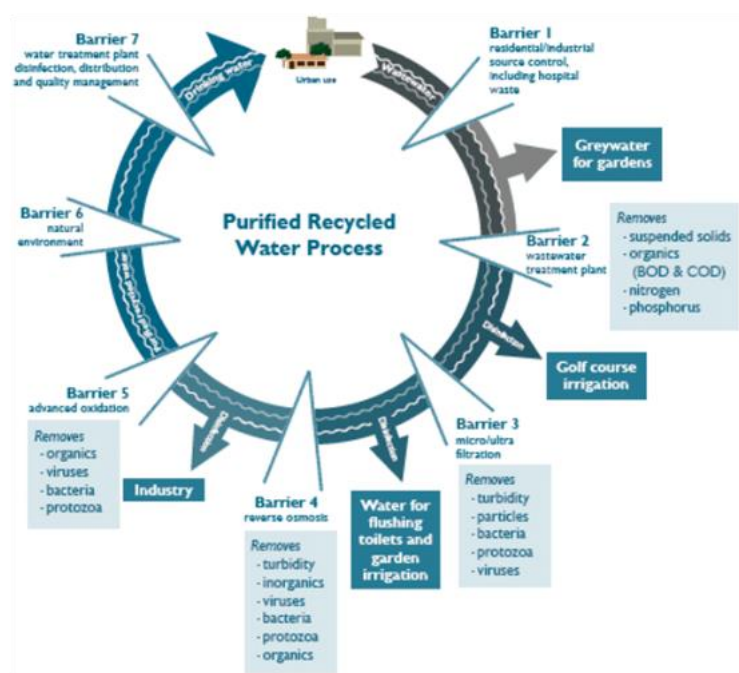 Purified Recycled
Water Process
Urban use
Wastewater
Barrier 1
residential/industrial
source control,
including hospital
waste
Greywater
for gardens
Barrier 2
wastewater
treatment plant
Removes
- suspended solids
- organics
(BOD & COD)
- nitrogen
- phosphorus
Disinfection
Golf course
irrigation
Barrier 3
micro/ultra
filtration
Removes
- turbidity
- particles
- bacteria
- protozoa
- viruses
Disinfection
Water for
flushing
toilets and
garden
irrigation
Barrier 4
reverse osmosis
Removes
- turbidity
- inorganics
- viruses
- bacteria
- protozoa
- organics
Disinfection
Industry
Barrier 5
advanced oxidation
Removes
- organics
- viruses
- bacteria
- protozoa
Barrier 6
natural
environment
Barrier 7
water treatment plant
disinfection, distribution
and quality management
Drinking water